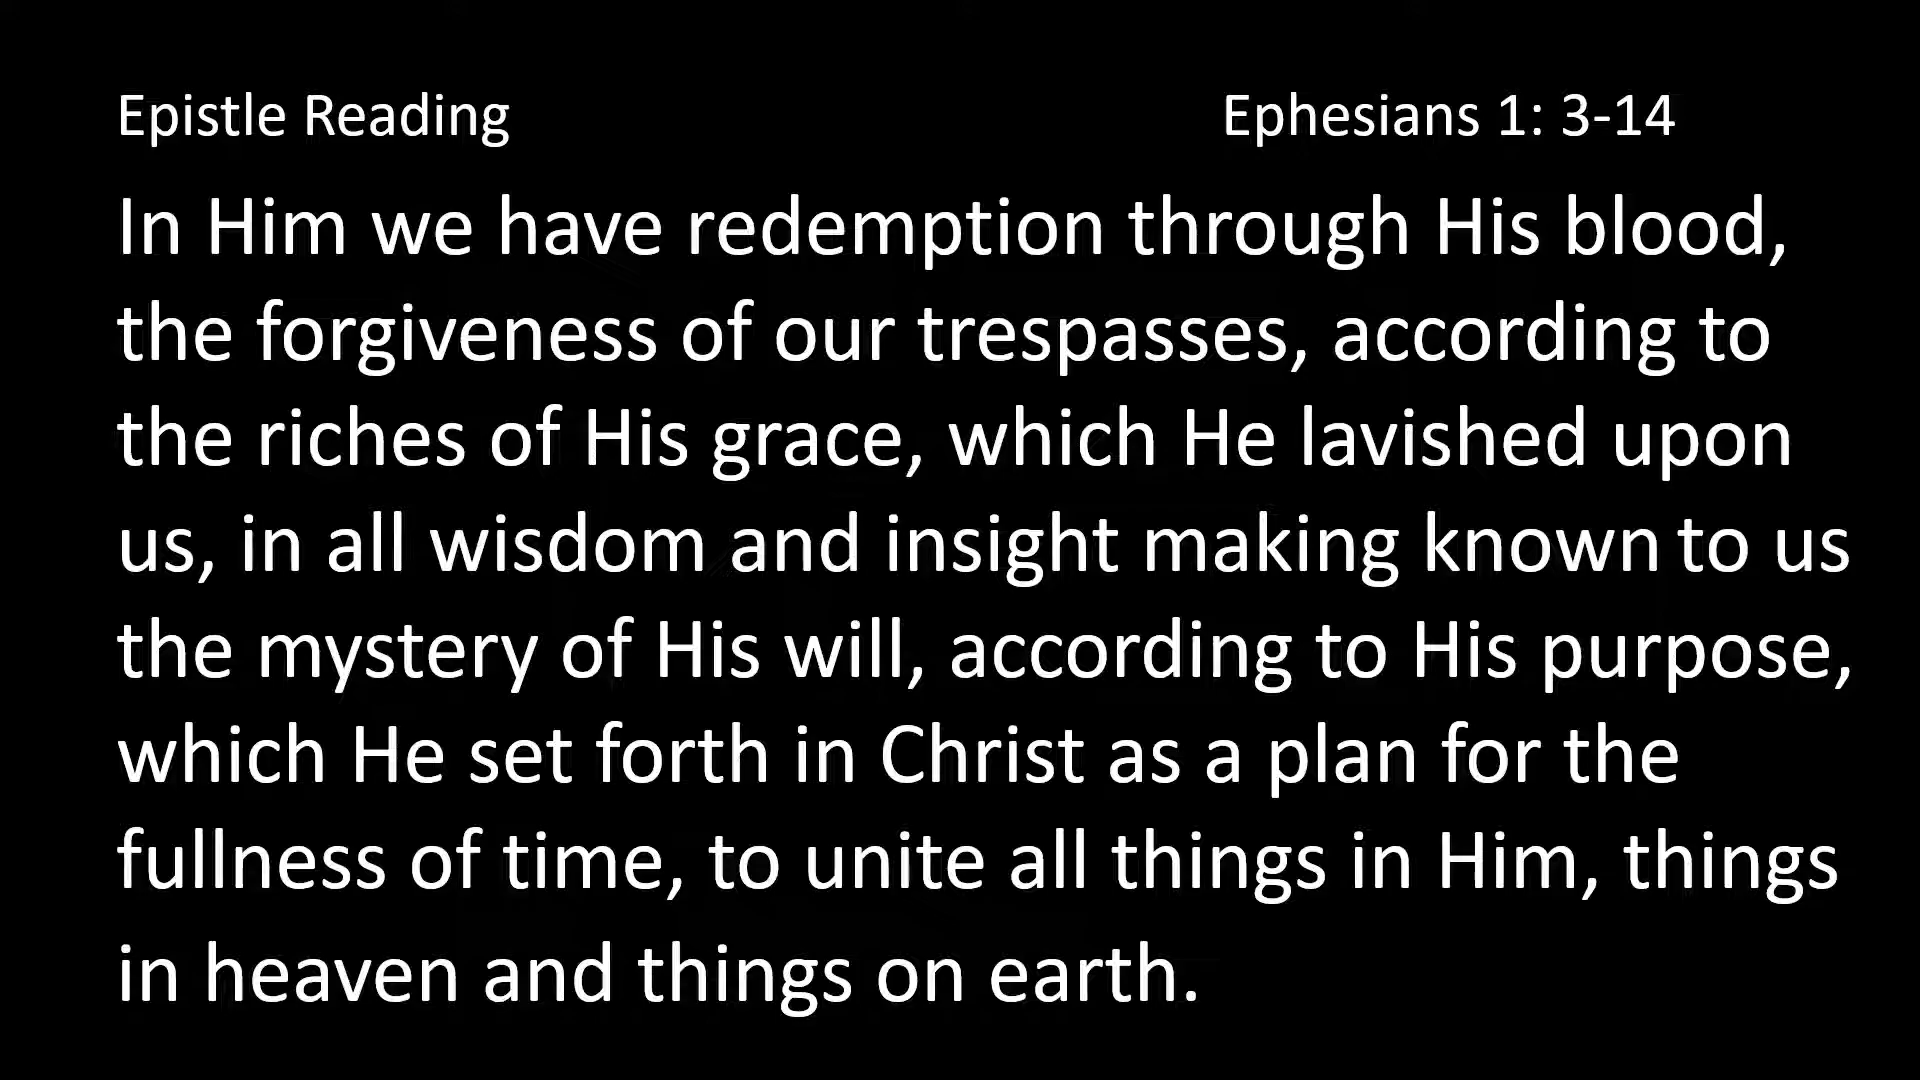 Epistle Reading Ephesians 1: 3-14
In Him we have redemption through His blood,
the forgiveness of our trespasses, according to
the riches of His grace, which He lavished upon
us, in all wisdom and insight making known to us
the mystery of His will, according to His purpose,
which He set forth in Christ as a plan for the
fullness of time, to unite all things in Him, things
in heaven and things on earth.